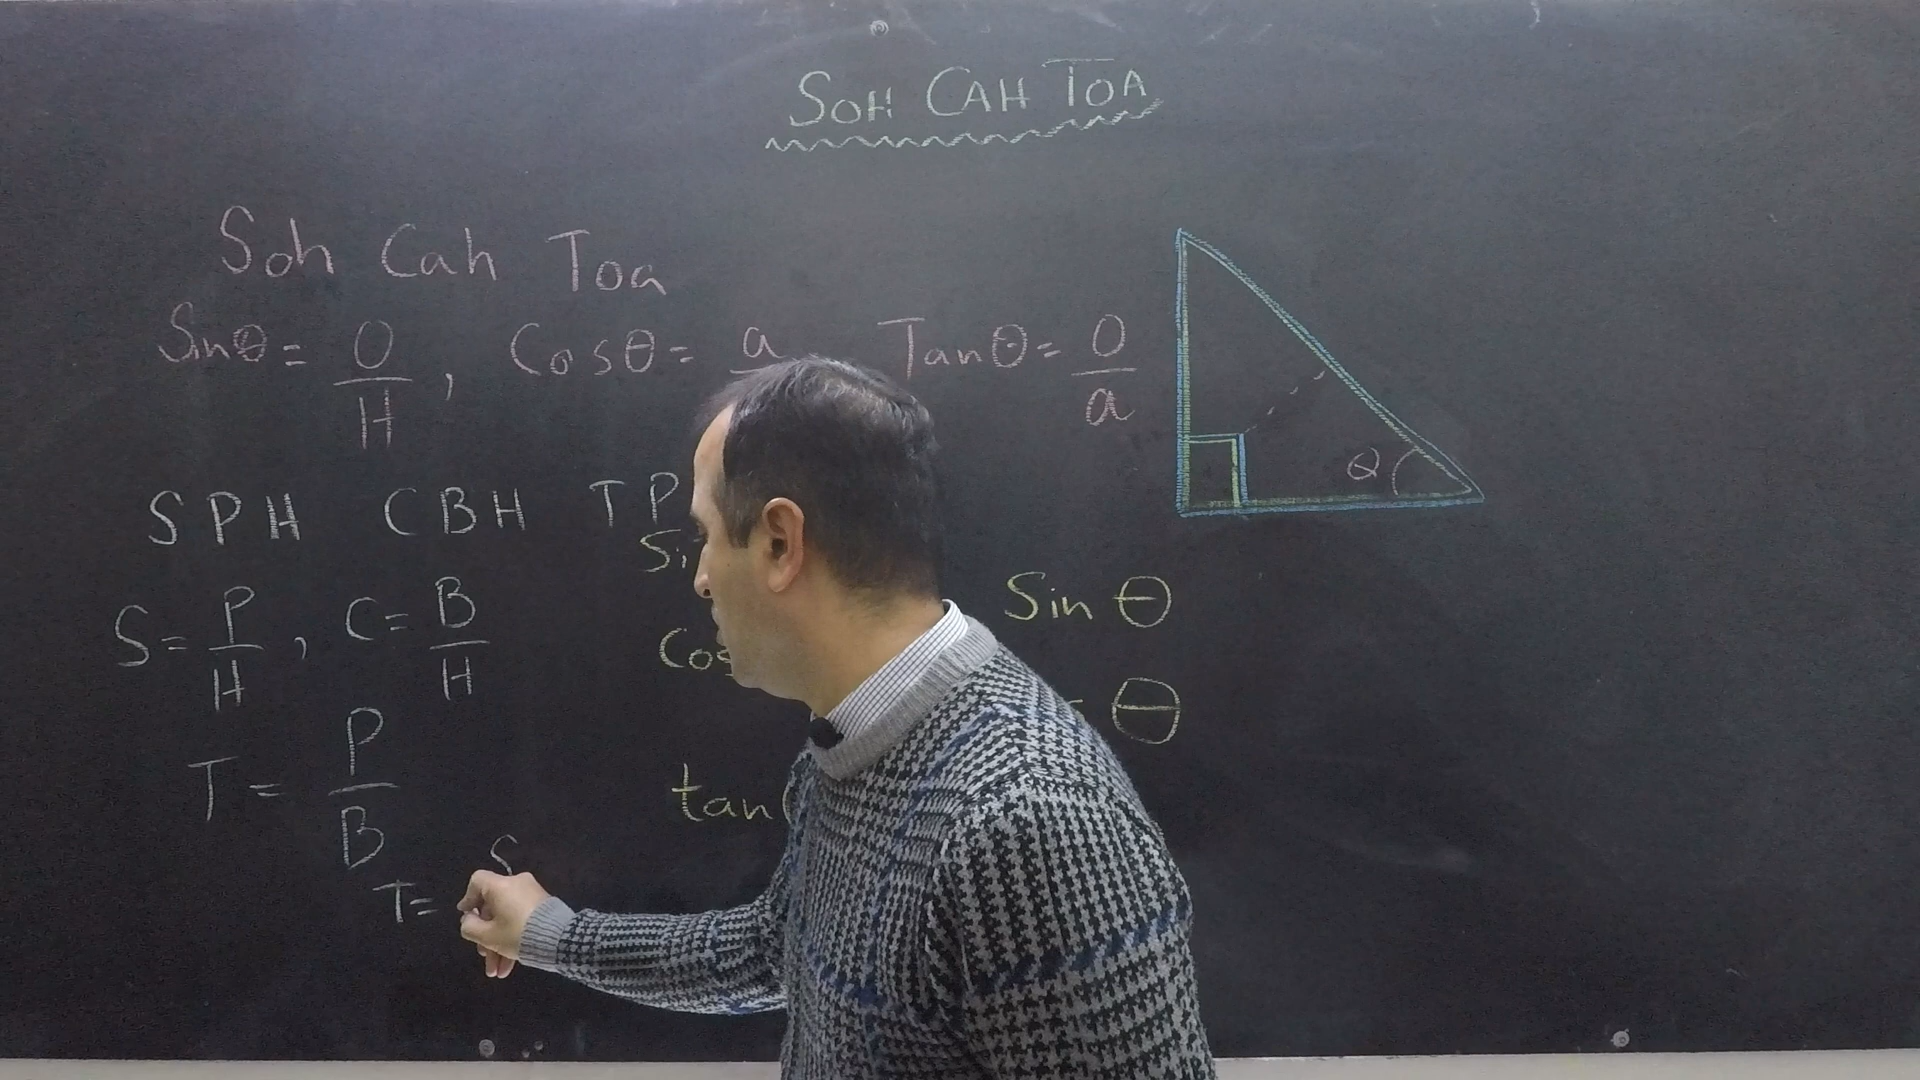 SOH CAH TOA
Soh Cah Toa
Sinθ = O/H , Cosθ = a Tanθ = O/a
SPH CBH TP
S = P/H , C = B/H
Sin θ
Cos θ
T = P/B
tan
T = S
θ